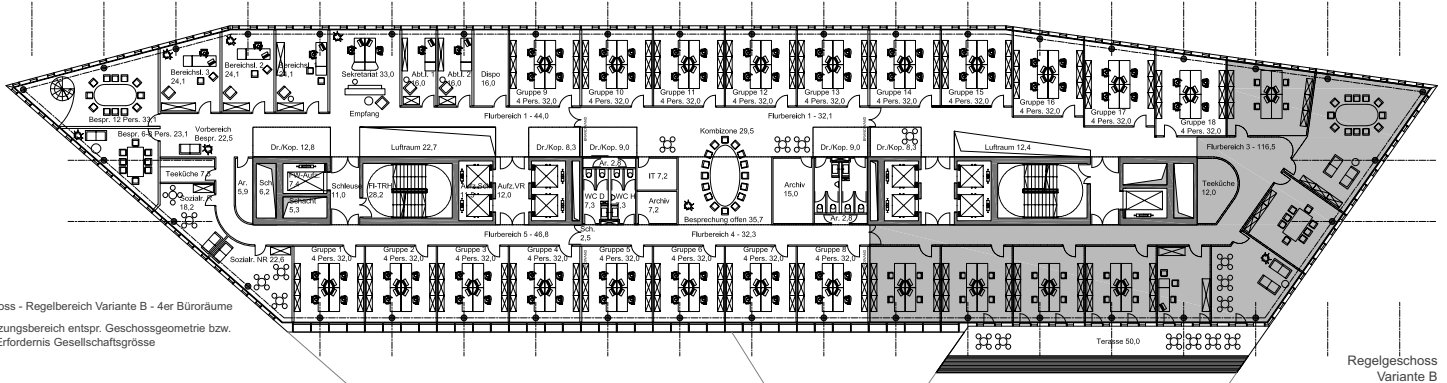 Bereichsl. 3
24,1
Bereichsl. 2
24,1
Bereichsl. 1
24,1
Sekretariat 33,0
Empfang
Abt.l. 1
16,0
Abt.l. 2
16,0
Dispo
16,0
Gruppe 9
4 Pers. 32,0
Gruppe 10
4 Pers. 32,0
Gruppe 11
4 Pers. 32,0
Gruppe 12
4 Pers. 32,0
Gruppe 13
4 Pers. 32,0
Gruppe 14
4 Pers. 32,0
Gruppe 15
4 Pers. 32,0
Gruppe 16
4 Pers. 32,0
Gruppe 17
4 Pers. 32,0
Gruppe 18
4 Pers. 32,0
Bespr. 12 Pers. 33,1
Bespr. 6-8 Pers. 23,1
Vorbereich
Bespr. 22,5
Flurbereich 1 - 44,0
Flurbereich 1 - 32,1
Kombizone 29,5
Flurbereich 3 - 116,5
Dr./Kop. 12,8
Luftraum 22,7
Dr./Kop. 8,3
Dr./Kop. 9,0
Dr./Kop. 9,0
Dr./Kop. 8,3
Luftraum 12,4
Teeküche 7,5
Sozialr. R
18,2
Ar.
5,9
Sch.
6,2
FW-Aufz.
7,4
Schacht
5,3
Schleuse
11,0
FI-TRH
28,2
Aufz.VR
12,0
Ar. 2,8
WC D
7,3
WC H
7,3
IT 7,2
Archiv
7,2
Besprechung offen 35,7
Archiv
15,0
Ar. 2,8
Teeküche
12,0
Sozialr. NR 22,6
Flurbereich 5 - 46,8
Sch.
2,5
Flurbereich 4 - 32,3
Gruppe 1
4 Pers. 32,0
Gruppe 2
4 Pers. 32,0
Gruppe 3
4 Pers. 32,0
Gruppe 4
4 Pers. 32,0
Gruppe 5
4 Pers. 32,0
Gruppe 6
4 Pers. 32,0
Gruppe 7
4 Pers. 32,0
Gruppe 8
4 Pers. 32,0
Terasse 50,0
oss - Regelbereich Variante B - 4er Büroräume
zungsbereich entspr. Geschossgeometrie bzw.
Erfordernis Gesellschaftsgrösse
Regelgeschoss
Variante B